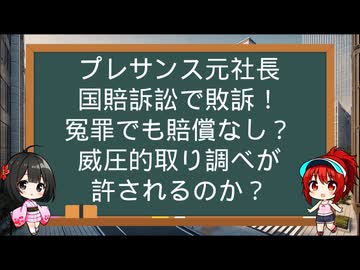 プレサンス元社長
国賠訴訟で敗訴！
冤罪でも賠償なし？
威圧的取り調べが
許されるのか？